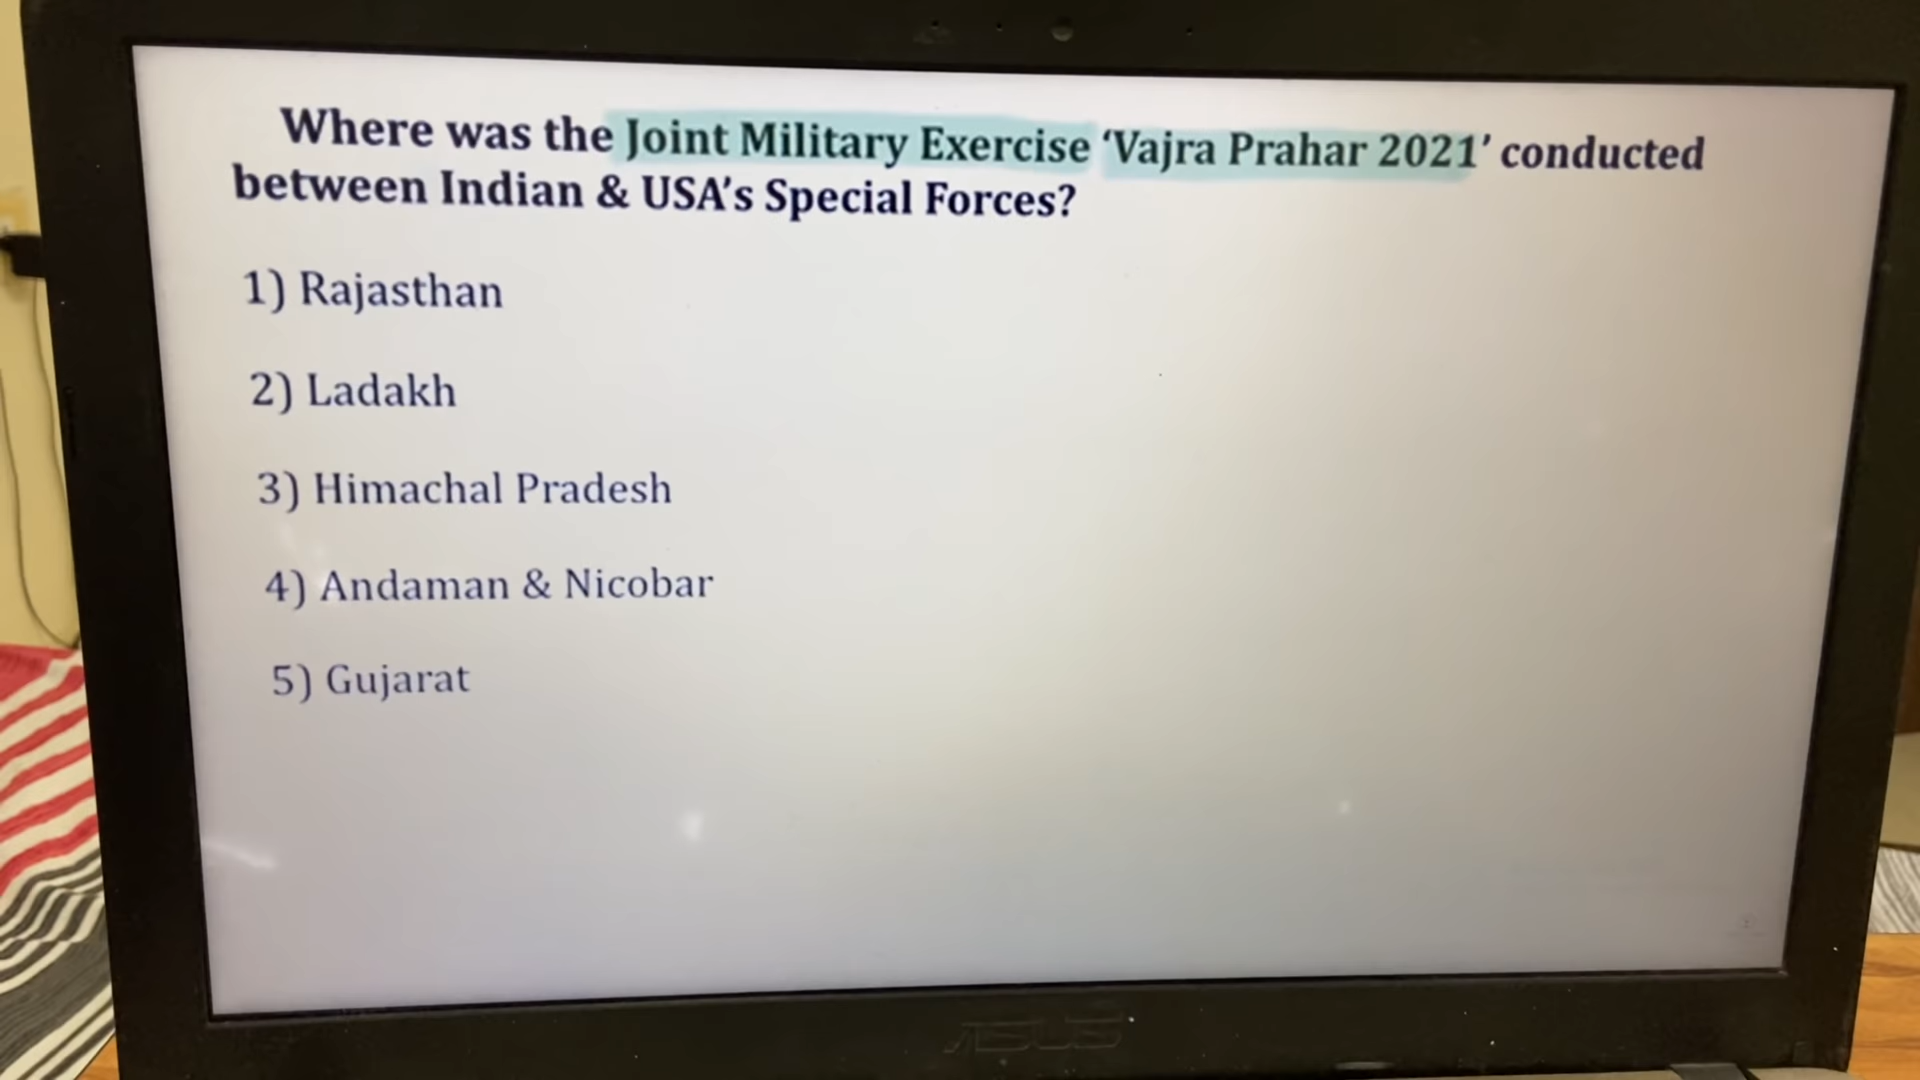 Where was the Joint Military Exercise ‘Vajra Prahar 2021’ conducted
between Indian & USA’s Special Forces?
1) Rajasthan
2) Ladakh
3) Himachal Pradesh
4) Andaman & Nicobar
5) Gujarat
ASUS